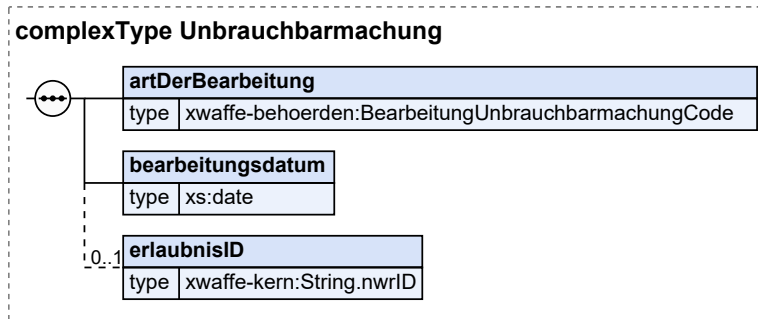 complexType Unbrauchbarmachung
artDerBearbeitung
type xwaffe-behoerden:BearbeitungUnbrauchbarmachungCode
bearbeitungsdatum
type xs:date
0..1 erlaubnisID
type xwaffe-kern:String.nwrID